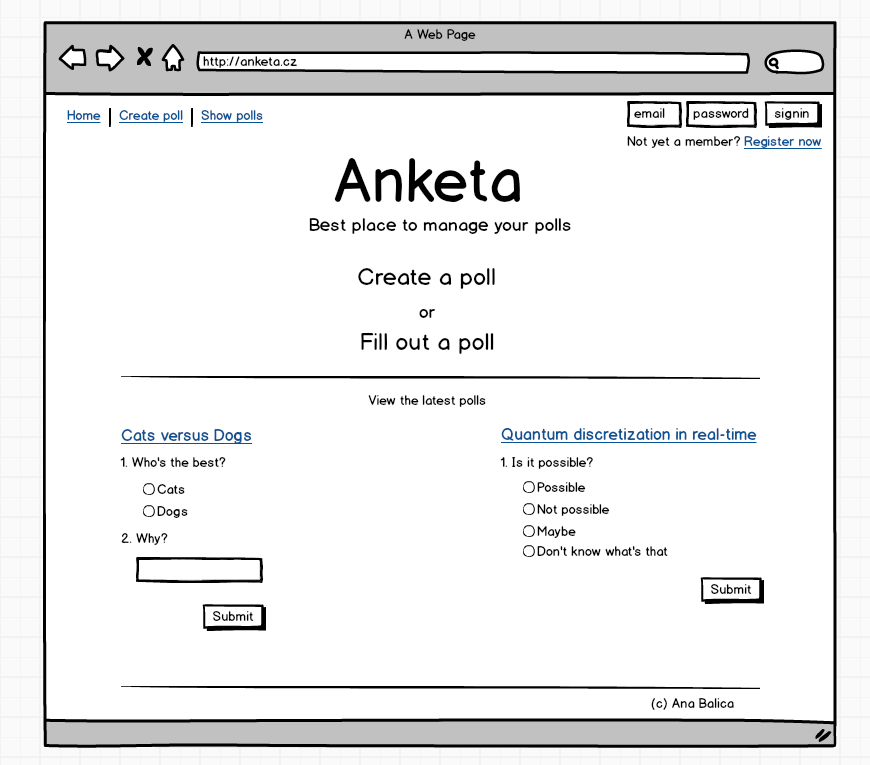 A Web Page
http://anketa.cz
Home | Create poll | Show polls
email password signin
Not yet a member? Register now
Anketa
Best place to manage your polls
Create a poll
or
Fill out a poll
View the latest polls
Cats versus Dogs
1. Who's the best?
Cats
Dogs
2. Why?
Submit
Quantum discretization in real-time
1. Is it possible?
Possible
Not possible
Maybe
Don't know what's that
Submit
(c) Ana Balica